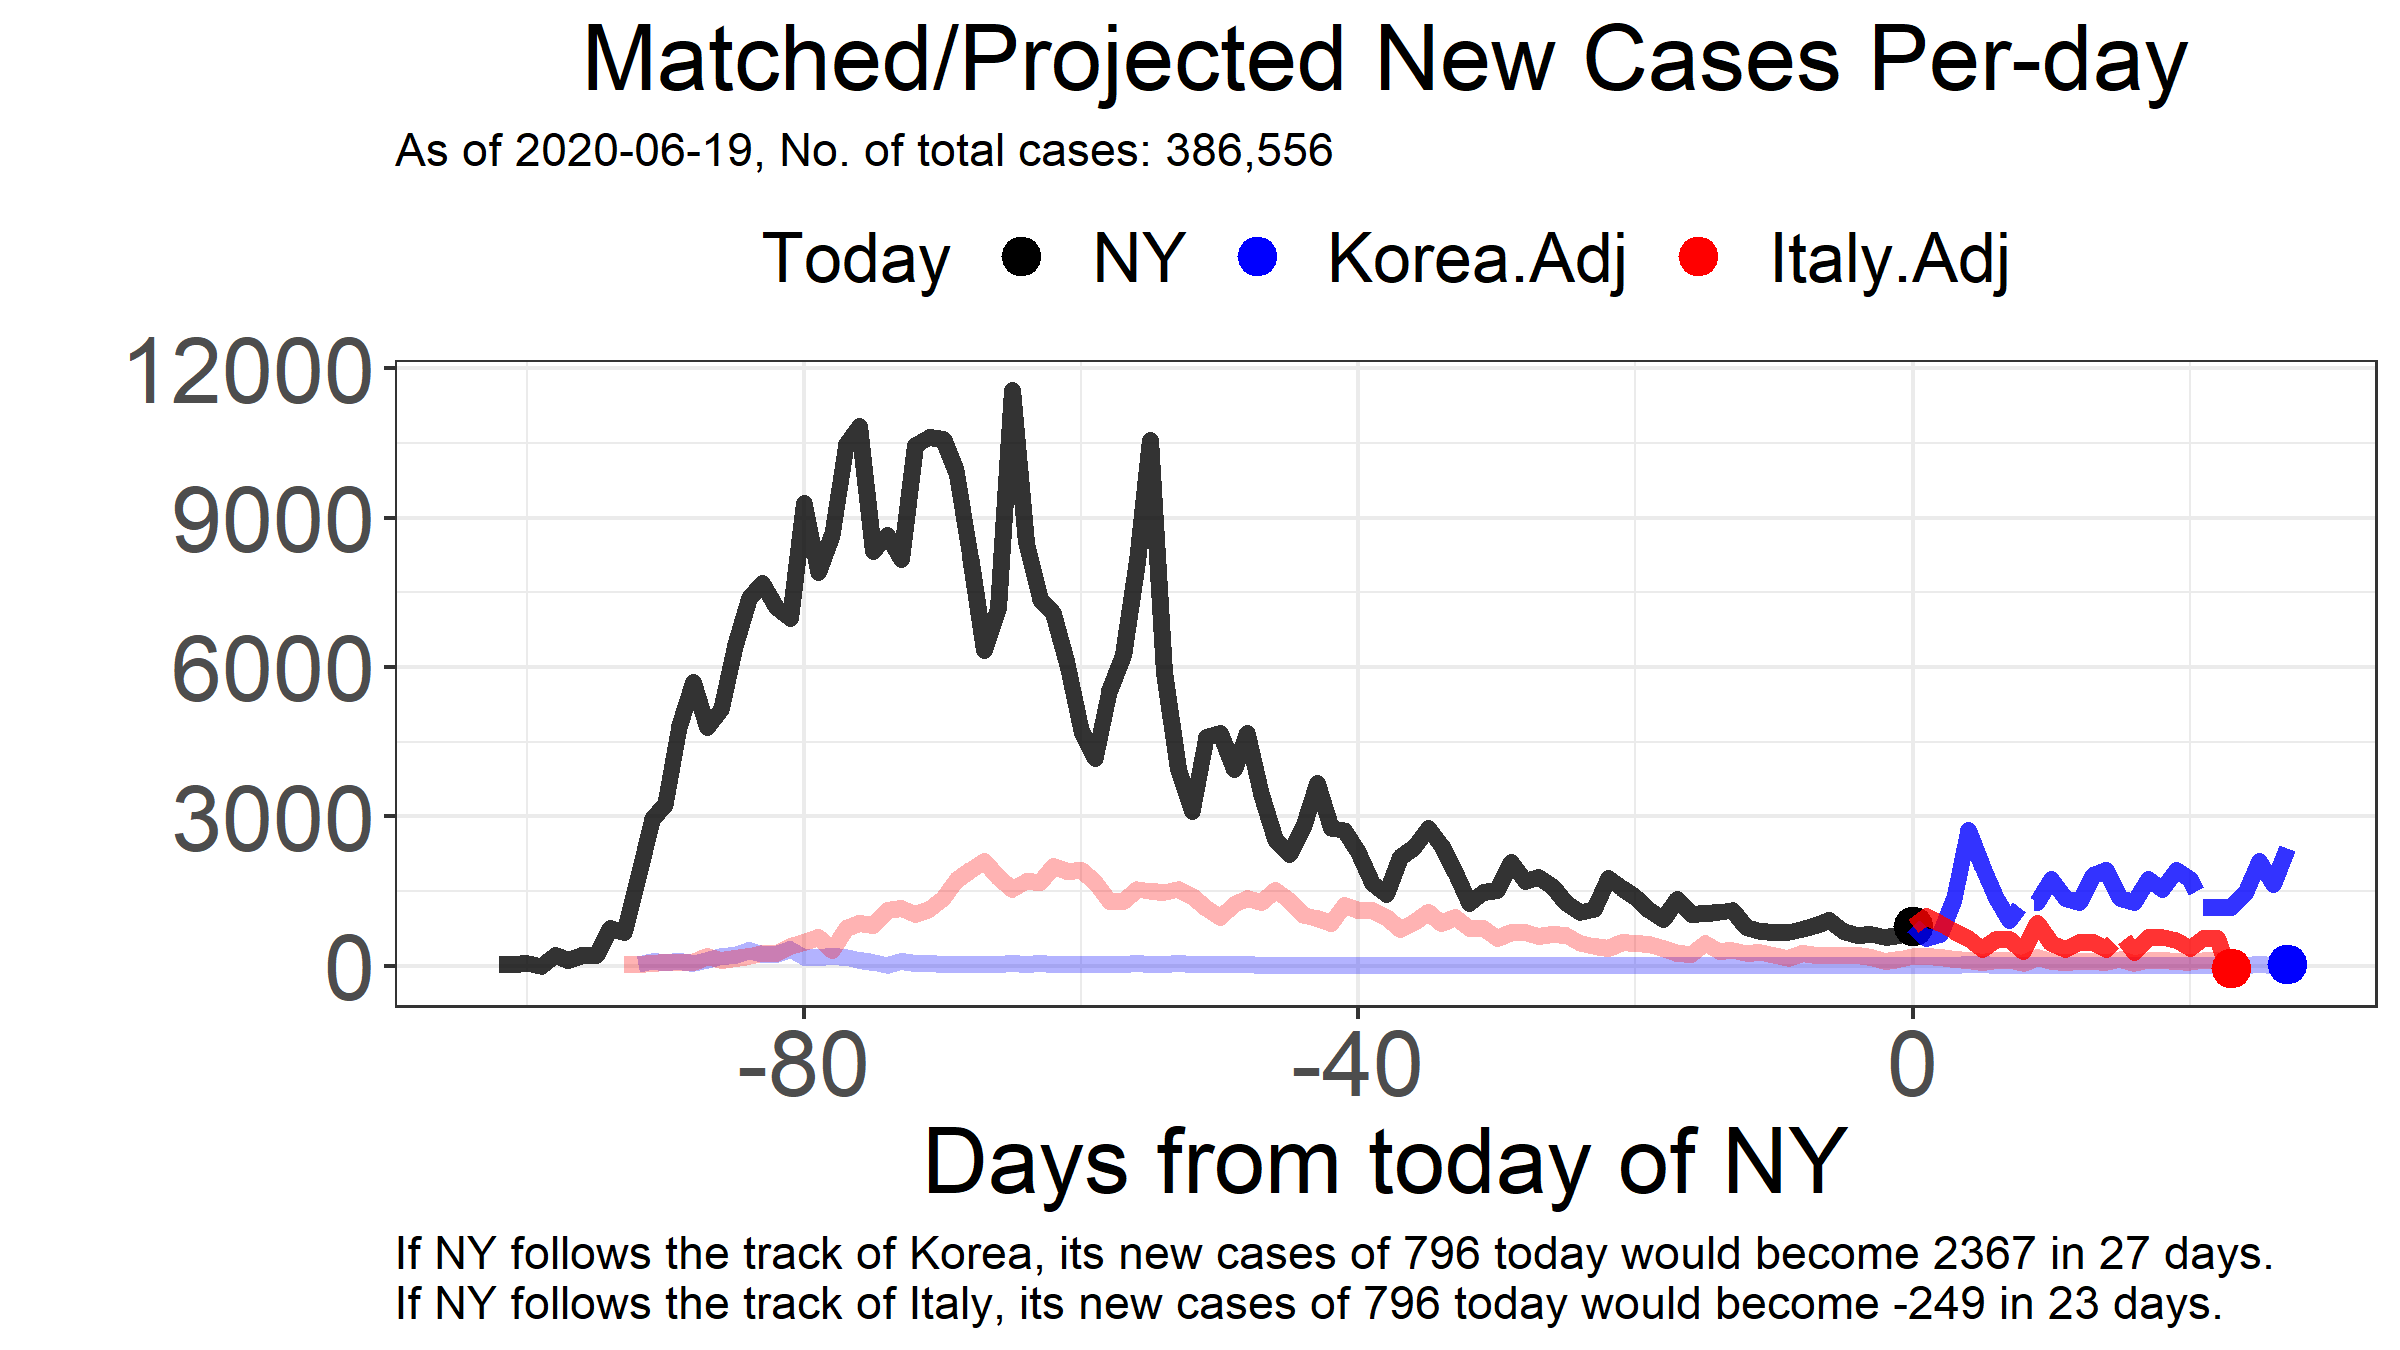 Matched/Projected New Cases Per-day
As of 2020-06-19, No. of total cases: 386,556
Today NY Korea.Adj Italy.Adj
12000
9000
6000
3000
0
-80 -40 0
Days from today of NY
If NY follows the track of Korea, its new cases of 796 today would become 2367 in 27 days.
If NY follows the track of Italy, its new cases of 796 today would become -249 in 23 days.